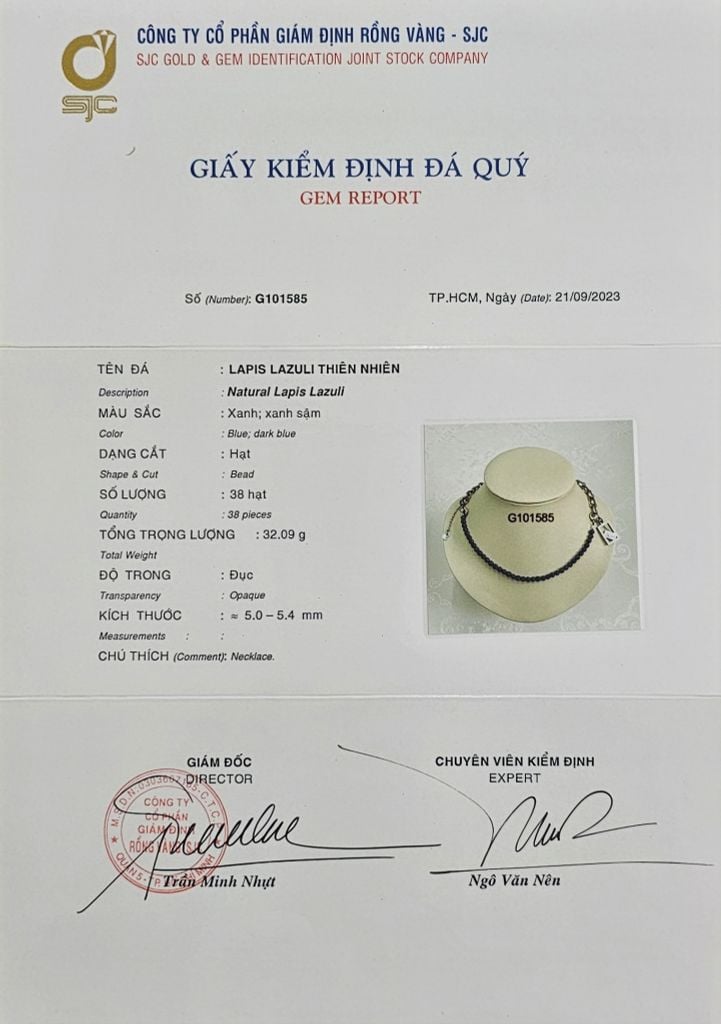 CÔNG TY CỔ PHẦN GIÁM ĐỊNH RỒNG VÀNG - SJC
SJC GOLD & GEM IDENTIFICATION JOINT STOCK COMPANY
SJC
GIẤY KIỂM ĐỊNH ĐÁ QUÝ
GEM REPORT
Số (Number): G101585 TP.HCM, Ngày (Date): 21/09/2023
TÊN ĐÁ : LAPIS LAZULI THIÊN NHIÊN
Description : Natural Lapis Lazuli
MÀU SẮC : Xanh; xanh sậm
Color : Blue; dark blue
DẠNG CẮT : Hạt
Shape & Cut : Bead
SỐ LƯỢNG : 38 hạt
Quantity : 38 pieces
TỔNG TRỌNG LƯỢNG : 32.09 g
Total Weight
ĐỘ TRONG : Đục
Transparency : Opaque
KÍCH THƯỚC : ≈ 5.0 – 5.4 mm
Measurements : :
CHÚ THÍCH (Comment): Necklace.
G101585
GIÁM ĐỐC CHUYÊN VIÊN KIỂM ĐỊNH
DIRECTOR EXPERT
CÔNG TY
CỔ PHẦN
GIÁM ĐỊNH
RỒNG VÀNG SJC
Trần Minh Nhựt Ngô Văn Nên